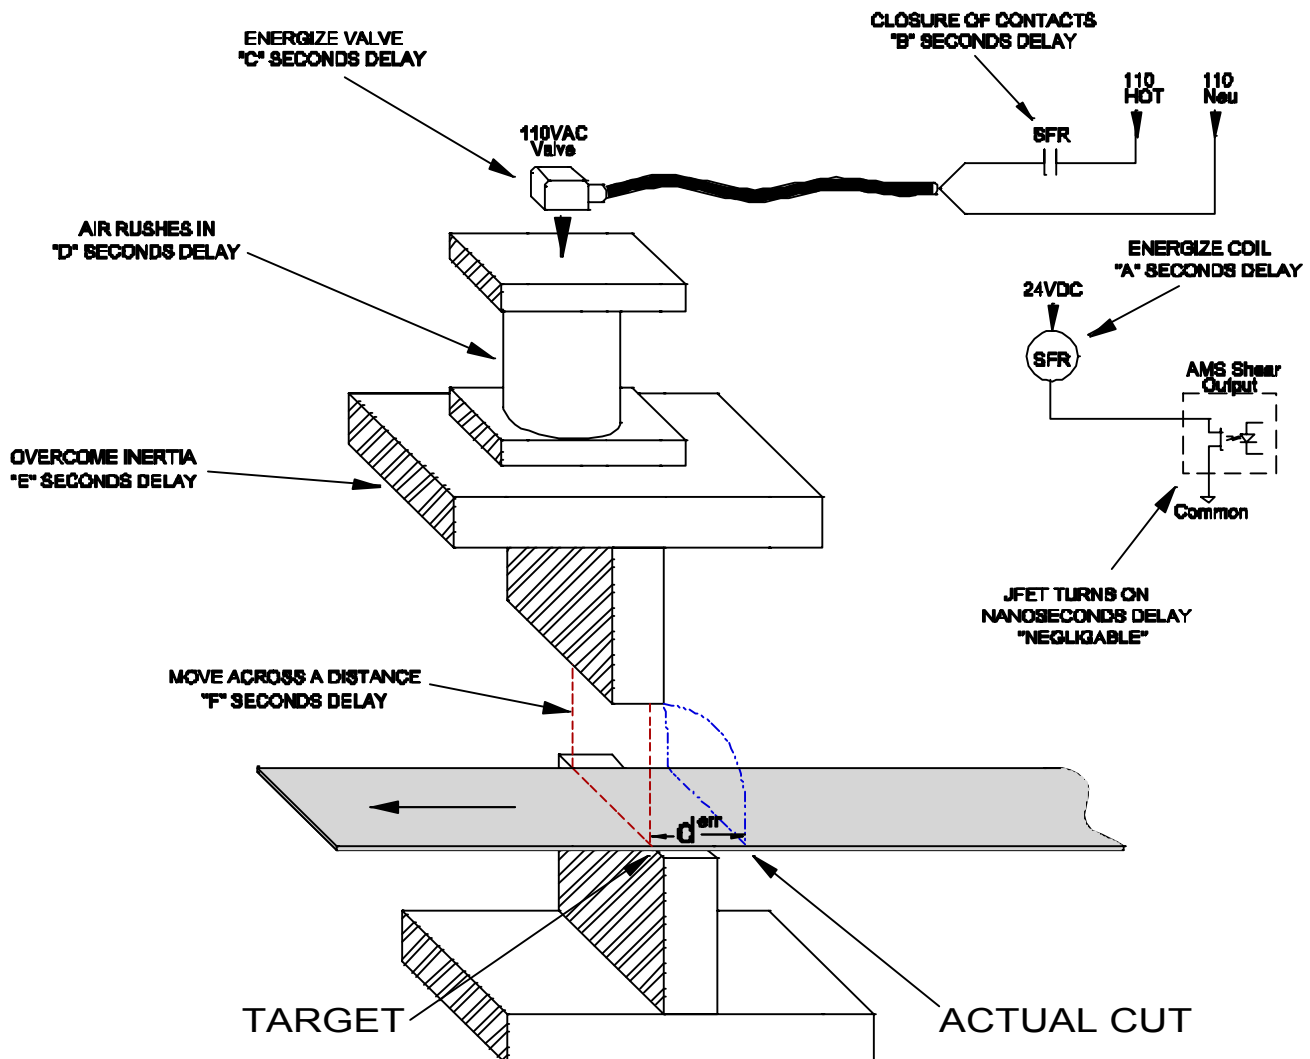 CLOSURE OF CONTACTS
"B" SECONDS DELAY
ENERGIZE VALVE
"C" SECONDS DELAY
110
HOT
110
Neu
SFR
110VAC
Valve
AIR RUSHES IN
"D" SECONDS DELAY
ENERGIZE COIL
"A" SECONDS DELAY
24VDC
SFR
AMS Shear
Output
OVERCOME INERTIA
"E" SECONDS DELAY
Common
JFET TURNS ON
NANOSECONDS DELAY
"NEGLIGABLE"
MOVE ACROSS A DISTANCE
"F" SECONDS DELAY
d err
TARGET
ACTUAL CUT